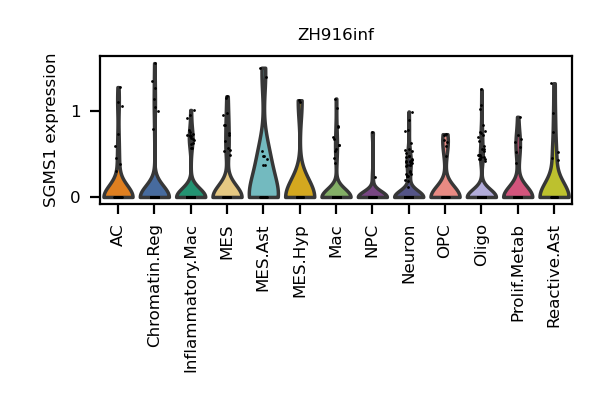 ZH916inf
SGMS1 expression
1
0
AC
Chromatin.Reg
Inflammatory.Mac
MES
MES.Ast
MES.Hyp
Mac
NPC
Neuron
OPC
Oligo
Prolif.Metab
Reactive.Ast